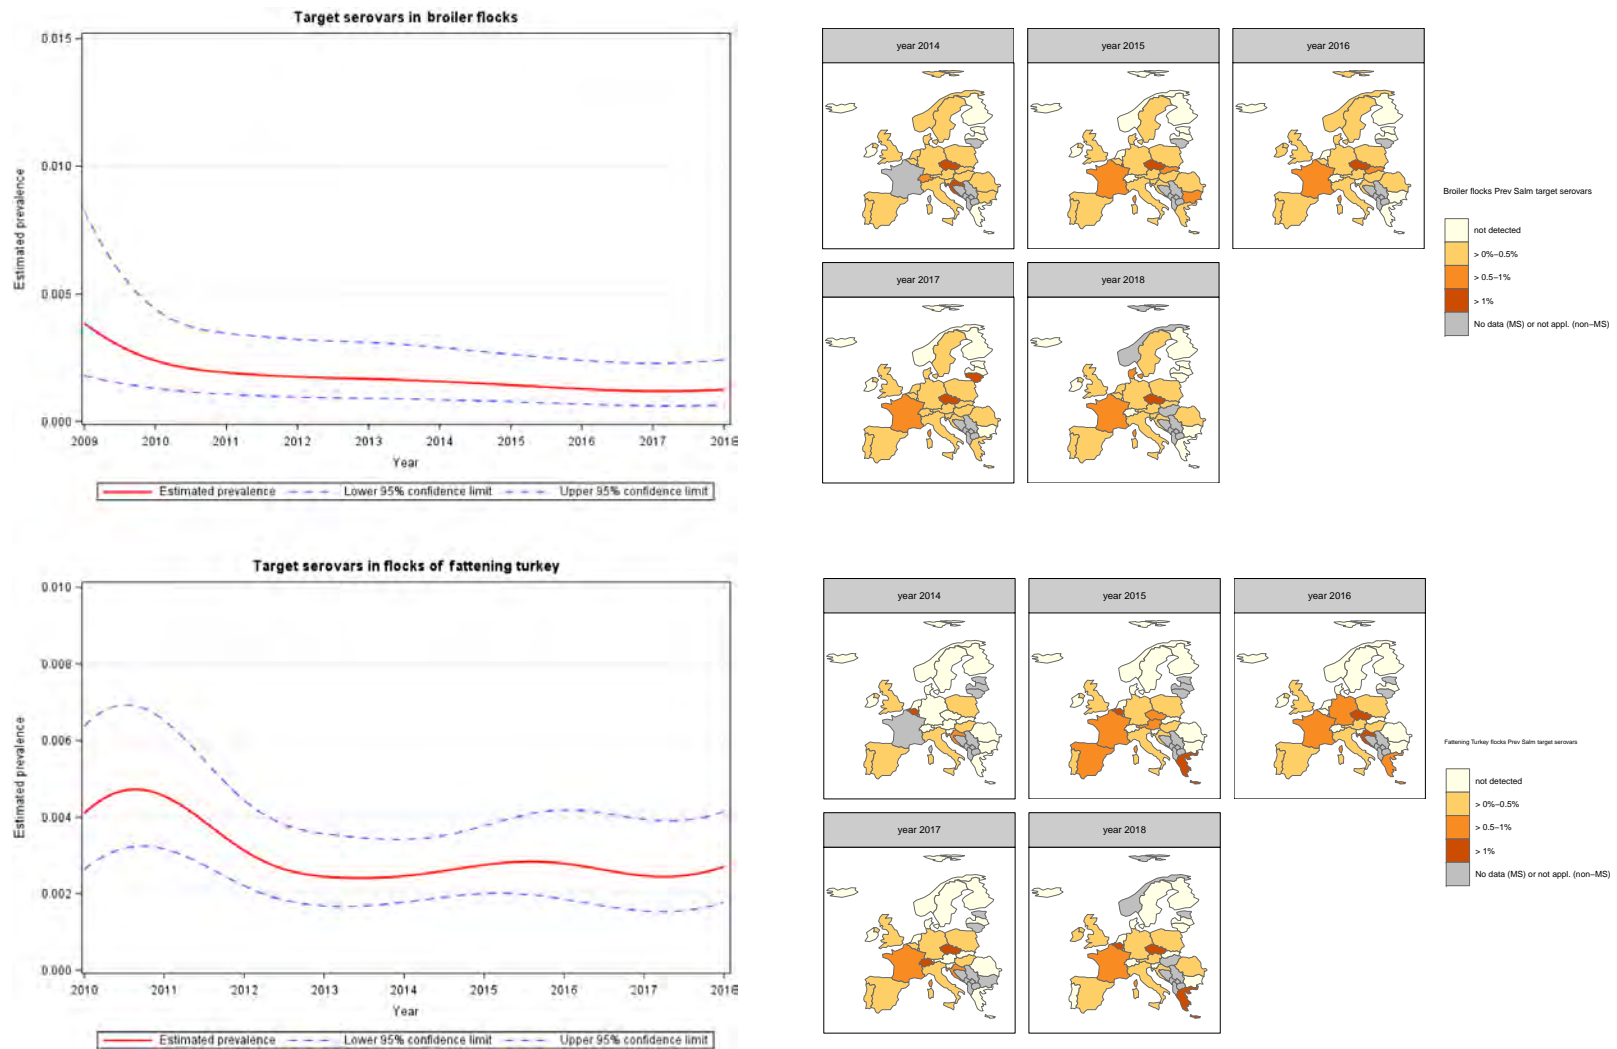 Target serovars in broiler flocks
0.015
0.010
0.005
0.000
Estimated prevalence
2009 2010 2011 2012 2013 2014 2015 2016 2017 2018
Year
Estimated prevalence Lower 95% confidence limit Upper 95% confidence limit
year 2014
year 2015
year 2016
year 2017
year 2018
Broiler flocks Prev Salm target serovars
not detected
> 0%−0.5%
> 0.5−1%
> 1%
No data (MS) or not appl. (non−MS)
Target serovars in flocks of fattening turkey
0.010
0.008
0.006
0.004
0.002
0.000
Estimated prevalence
2010 2011 2012 2013 2014 2015 2016 2017 2018
Year
Estimated prevalence Lower 95% confidence limit Upper 95% confidence limit
year 2014
year 2015
year 2016
year 2017
year 2018
Fattening Turkey flocks Prev Salm target serovars
not detected
> 0%−0.5%
> 0.5−1%
> 1%
No data (MS) or not appl. (non−MS)